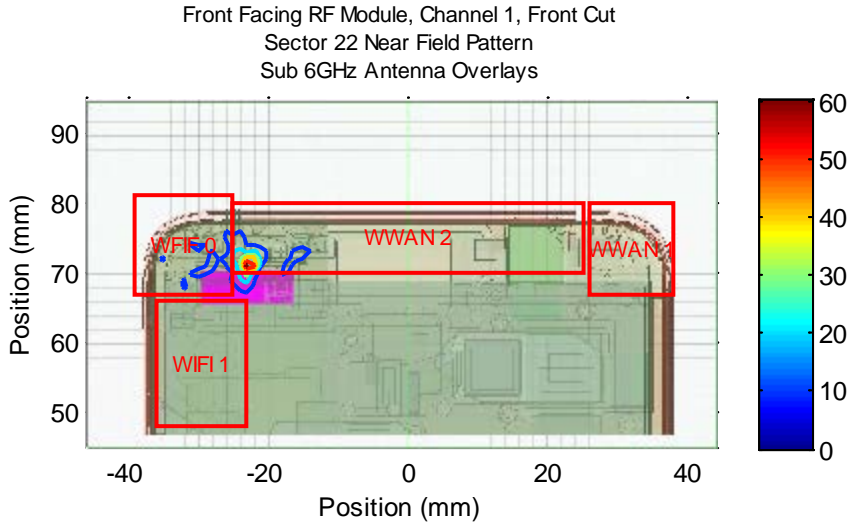 Front Facing RF Module, Channel 1, Front Cut
Sector 22 Near Field Pattern
Sub 6GHz Antenna Overlays
Position (mm)
90
80
70
60
50
WFIF 0
WWAN 2
WWAN 1
WIFI 1
-40
-20
0
20
40
Position (mm)
60
50
40
30
20
10
0